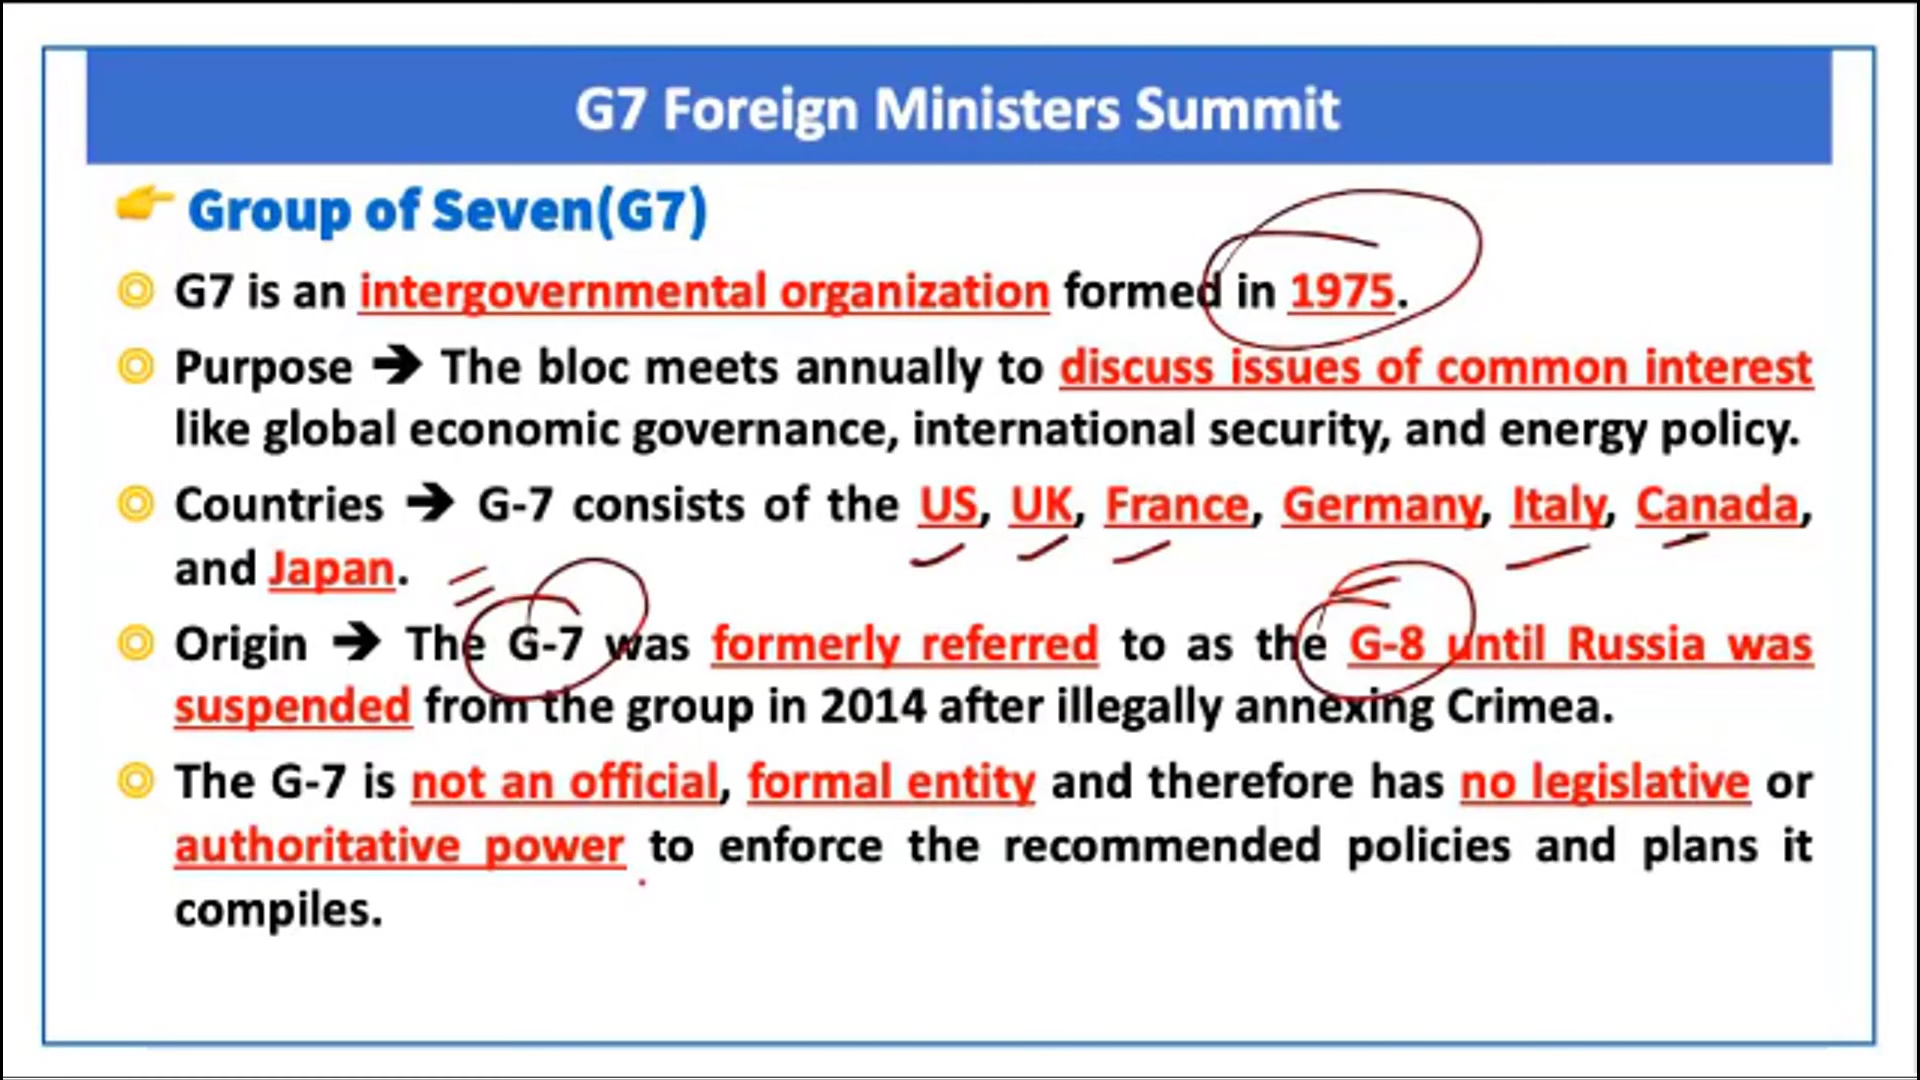 G7 Foreign Ministers Summit
Group of Seven(G7)
G7 is an intergovernmental organization formed in 1975.
Purpose ➔ The bloc meets annually to discuss issues of common interest
like global economic governance, international security, and energy policy.
Countries ➔ G-7 consists of the US, UK, France, Germany, Italy, Canada,
and Japan.
Origin ➔ The G-7 was formerly referred to as the G-8 until Russia was
suspended from the group in 2014 after illegally annexing Crimea.
The G-7 is not an official, formal entity and therefore has no legislative or
authoritative power to enforce the recommended policies and plans it
compiles.